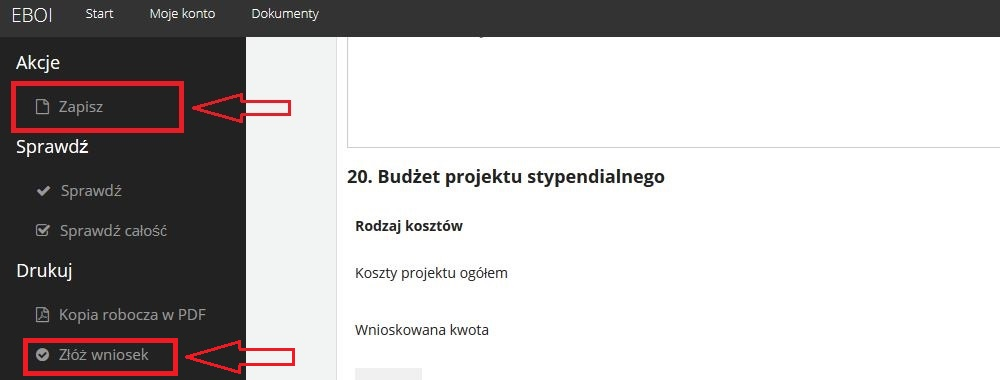 EBOI Start Moje konto Dokumenty
Akcje
Zapisz
Sprawdź
Sprawdź
Sprawdź całość
Drukuj
Kopia robocza w PDF
Złóż wniosek
20. Budżet projektu stypendialnego
Rodzaj kosztów
Koszty projektu ogółem
Wnioskowana kwota